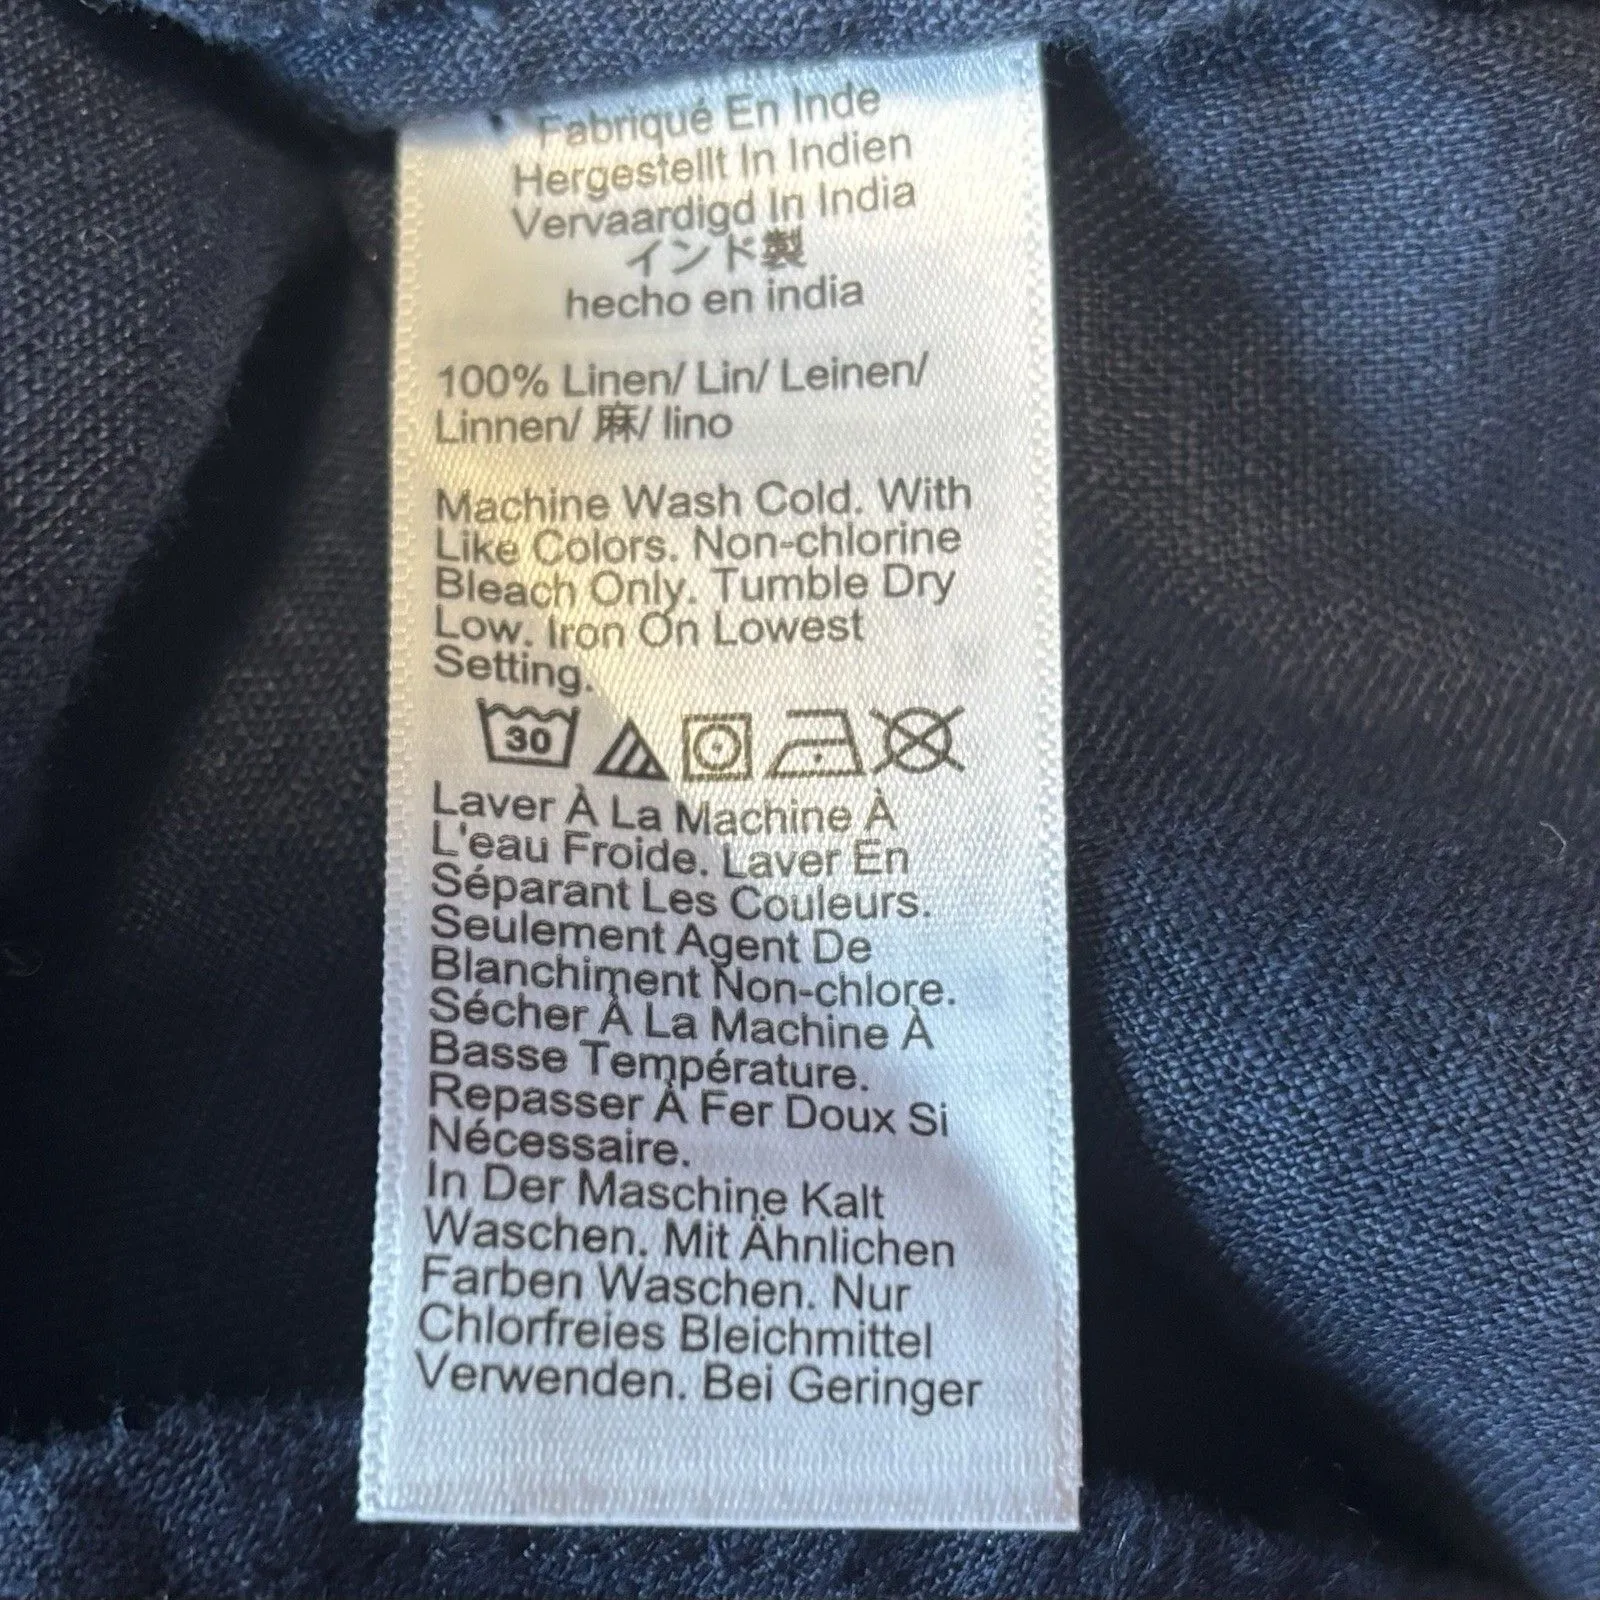 Fabriqué En Inde
Hergestellt In Indien
Vervaardigd In India
インド製
hecho en india
100% Linen/ Lin/ Leinen/
Linnen/ 麻/ lino
Machine Wash Cold. With
Like Colors. Non-chlorine
Bleach Only. Tumble Dry
Low. Iron On Lowest
Setting.
30
Laver À La Machine À
L'eau Froide. Laver En
Séparant Les Couleurs.
Seulement Agent De
Blanchiment Non-chlore.
Sécher À La Machine À
Basse Température.
Repasser À Fer Doux Si
Nécessaire.
In Der Maschine Kalt
Waschen. Mit Ähnlichen
Farben Waschen. Nur
Chlorfreies Bleichmittel
Verwenden. Bei Geringer